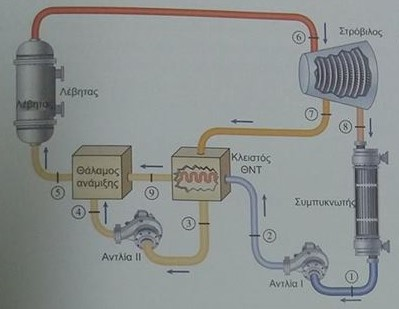 6
Στρόβιλος
Λέβητας
Λέβητας
7
8
Θάλαμος
ανάμιξης
Κλειστός
ΘΝΤ
5
9
Συμπυκνωτής
4
3
2
Αντλία ΙΙ
Αντλία Ι
1